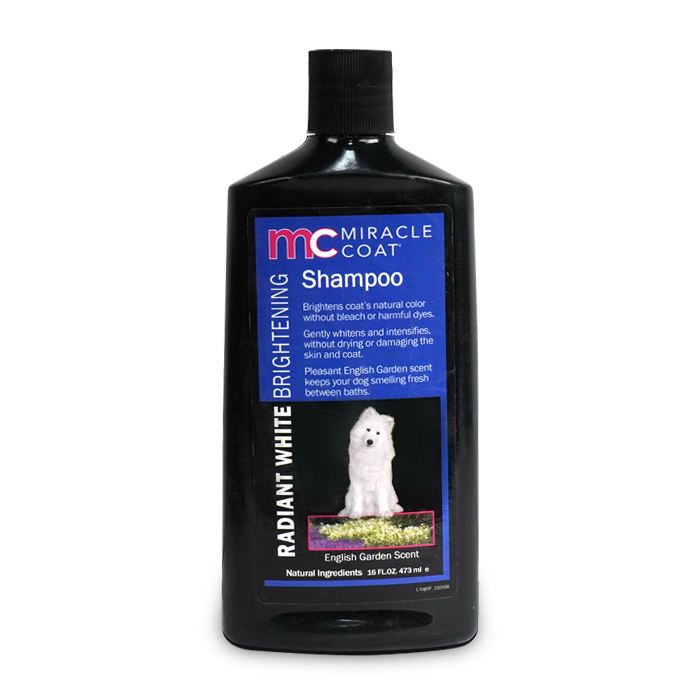 mc MIRACLE
COAT®
Shampoo
RADIANT WHITE BRIGHTENING
Brightens coat's natural color
without bleach or harmful dyes.
Gently whitens and intensifies,
without drying or damaging the
skin and coat.
Pleasant English Garden scent
keeps your dog smelling fresh
between baths.
English Garden Scent
Natural Ingredients 16 FL.OZ. 473 ml e